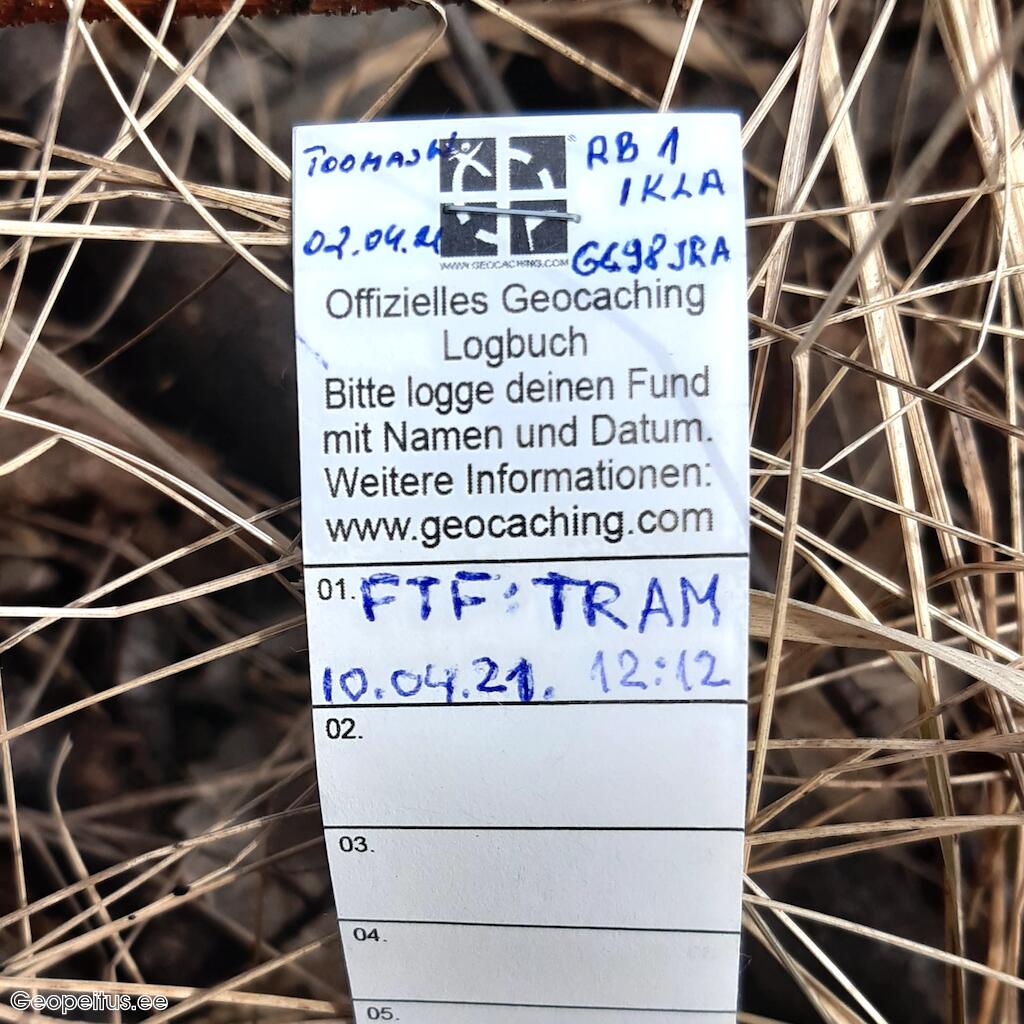 RB 1
IKLA
02.04.21
WWW.GEOCACHING.COM
Offizielles Geocaching
Logbuch
Bitte logge deinen Fund
mit Namen und Datum.
Weitere Informationen:
www.geocaching.com
01. FTF: TRAM
10.04.21. 12:12
02.
03.
04.
05.
Geopeitus.ee